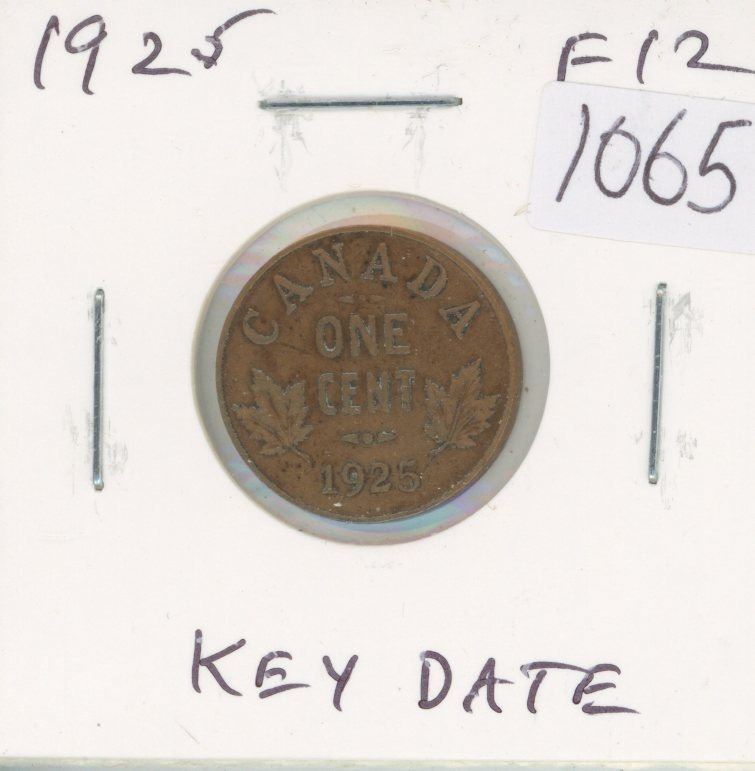 1925 F12
1065
CANADA
ONE
CENT
1925
KEY DATE